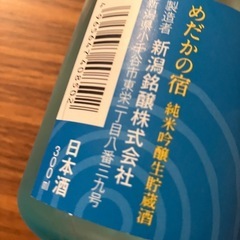 めだかの宿 純米吟醸生貯蔵酒
製造者 新潟銘醸株式会社
新潟県小千谷市東栄一丁目八番三九号
日本酒 300ml